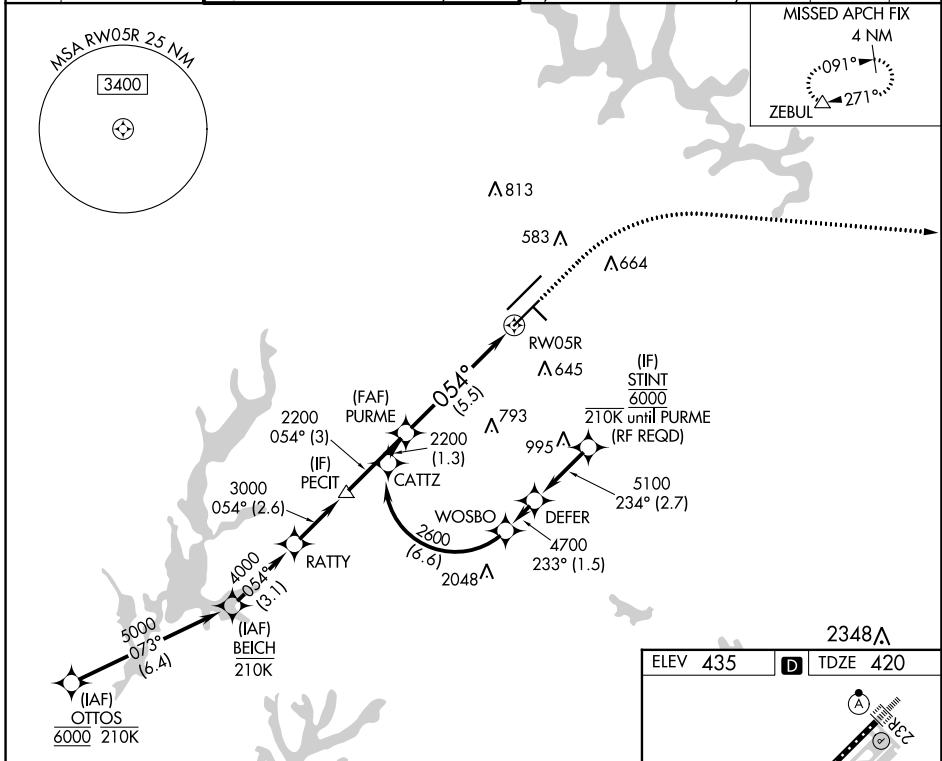 MSA RW05R 25 NM
3400
MISSED APCH FIX
4 NM
091°
271°
ZEBUL
813
583
664
RW05R
645
(IF)
STINT
6000
210K until PURME
(RF REQD)
054°
(5.5)
(FAF)
PURME
793
995
2200
054° (3)
2200
(1.3)
(IF)
PECIT
CATTZ
5100
234° (2.7)
3000
054° (2.6)
WOSBO
DEFER
2600
(6.6)
4700
233° (1.5)
RATTY
2048
4000
054°
(3.1)
(IAF)
BEICH
210K
5000
073°
(6.4)
(IAF)
OTTOS
6000 210K
2348
ELEV 435
D
TDZE 420
A
P
23R